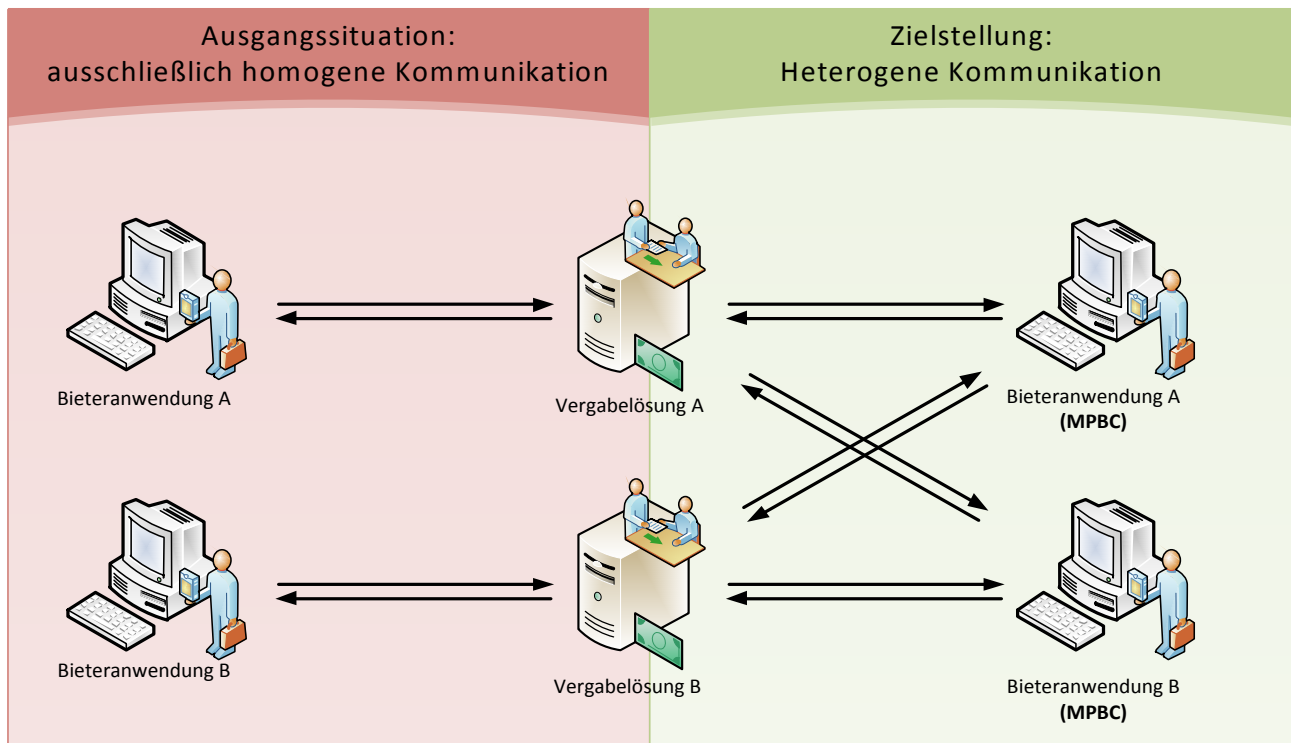 Ausgangssituation:
ausschließlich homogene Kommunikation
Zielstellung:
Heterogene Kommunikation
Bieteranwendung A
Vergabelösung A
Bieteranwendung A
(MPBC)
Bieteranwendung B
Vergabelösung B
Bieteranwendung B
(MPBC)